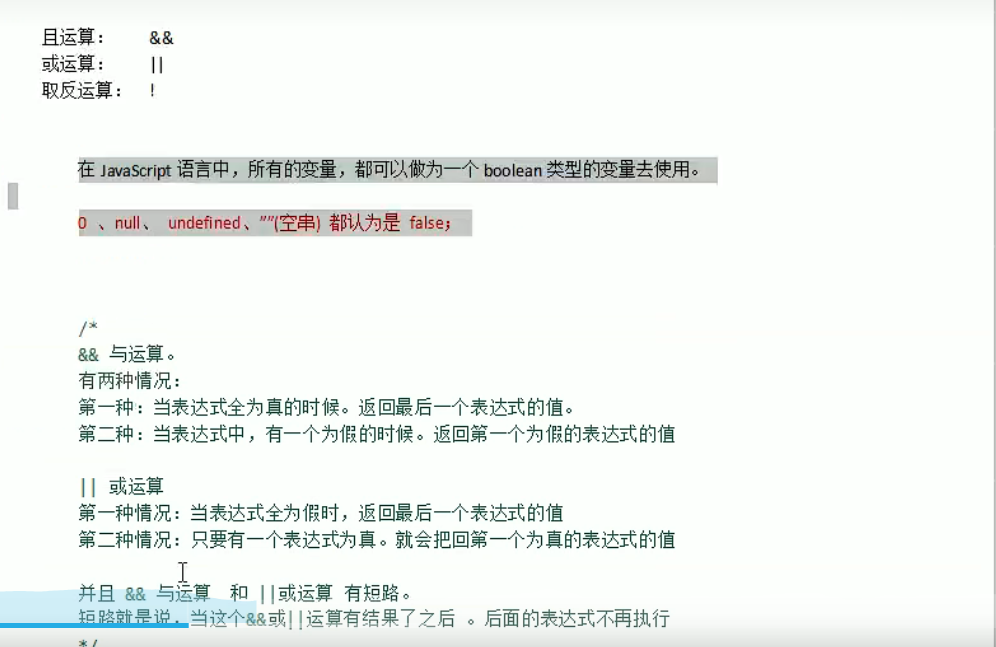 且运算： &&
或运算： ||
取反运算： !
在 JavaScript 语言中，所有的变量，都可以做为一个 boolean 类型的变量去使用。
0 、null、 undefined、””(空串) 都认为是 false；
/*
&& 与运算。
有两种情况：
第一种：当表达式全为真的时候。返回最后一个表达式的值。
第二种：当表达式中，有一个为假的时候。返回第一个为假的表达式的值
|| 或运算
第一种情况：当表达式全为假时，返回最后一个表达式的值
第二种情况：只要有一个表达式为真。就会把回第一个为真的表达式的值
并且 && 与运算 和 ||或运算 有短路。
短路就是说，当这个&&或||运算有结果了之后 。后面的表达式不再执行
*/